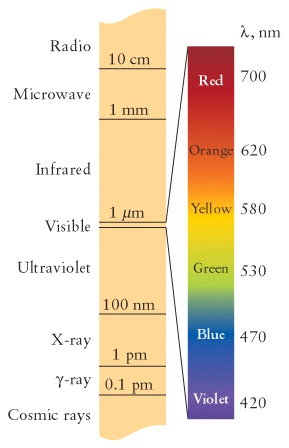 λ, nm
Radio
10 cm
Red
700
Microwave
1 mm
Orange
620
Infrared
Yellow
580
1 μm
Visible
Ultraviolet
Green
530
100 nm
Blue
470
X-ray
1 pm
γ-ray
0.1 pm
Violet
420
Cosmic rays